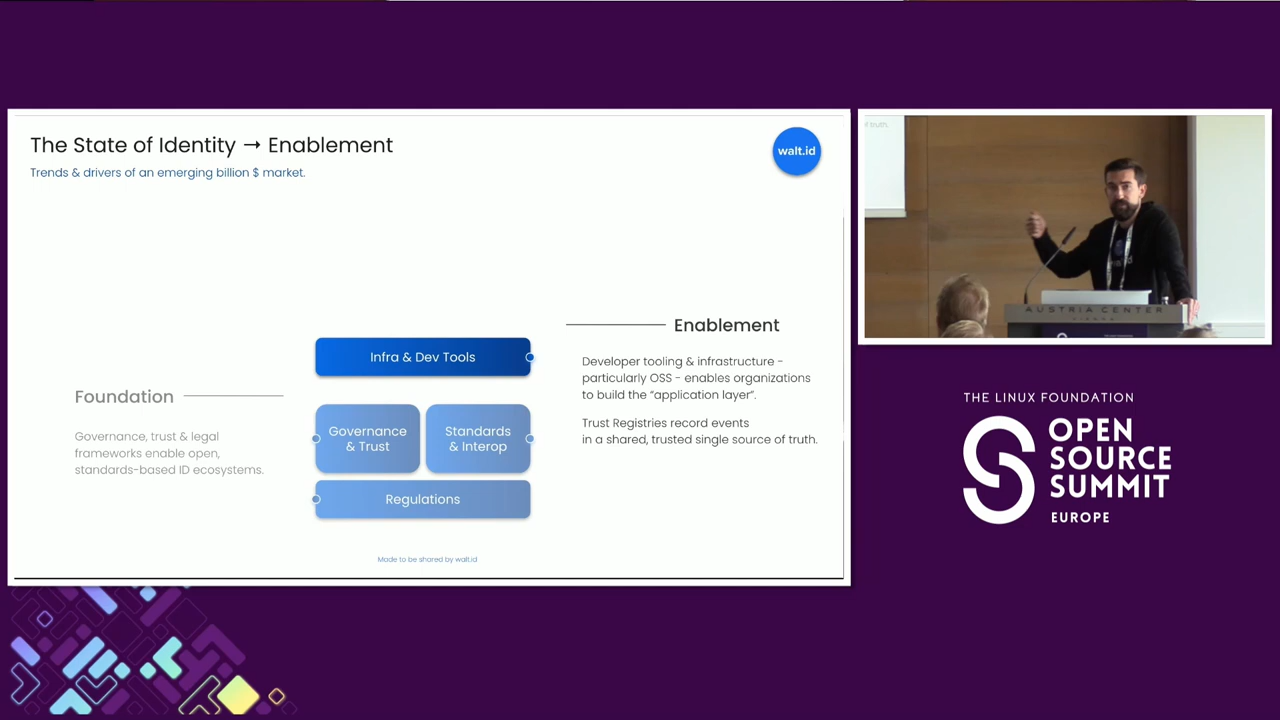 The State of Identity → Enablement
Trends & drivers of an emerging billion $ market.
walt.id
Infra & Dev Tools
Governance
& Trust
Standards
& Interop
Regulations
Foundation
Governance, trust & legal
frameworks enable open,
standards-based ID ecosystems.
Enablement
Developer tooling & infrastructure -
particularly OSS - enables organizations
to build the “application layer”.
Trust Registries record events
in a shared, trusted single source of truth.
Made to be shared by walt.id
of truth.
AUSTRIA CENTER
VIENNA
THE LINUX FOUNDATION
OPEN
SOURCE
SUMMIT
EUROPE